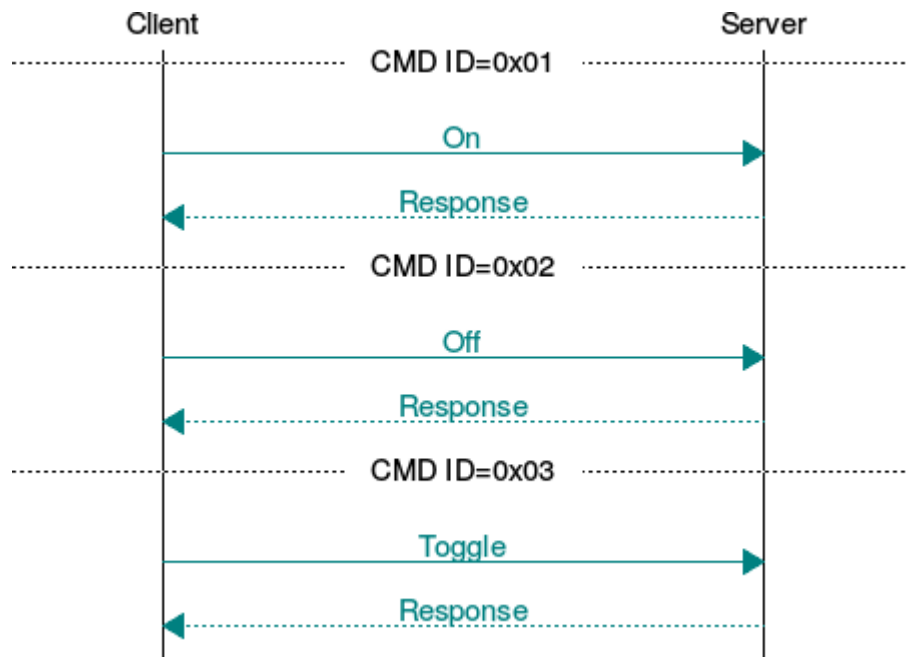 Client Server
CMD ID=0x01
On
Response
CMD ID=0x02
Off
Response
CMD ID=0x03
Toggle
Response